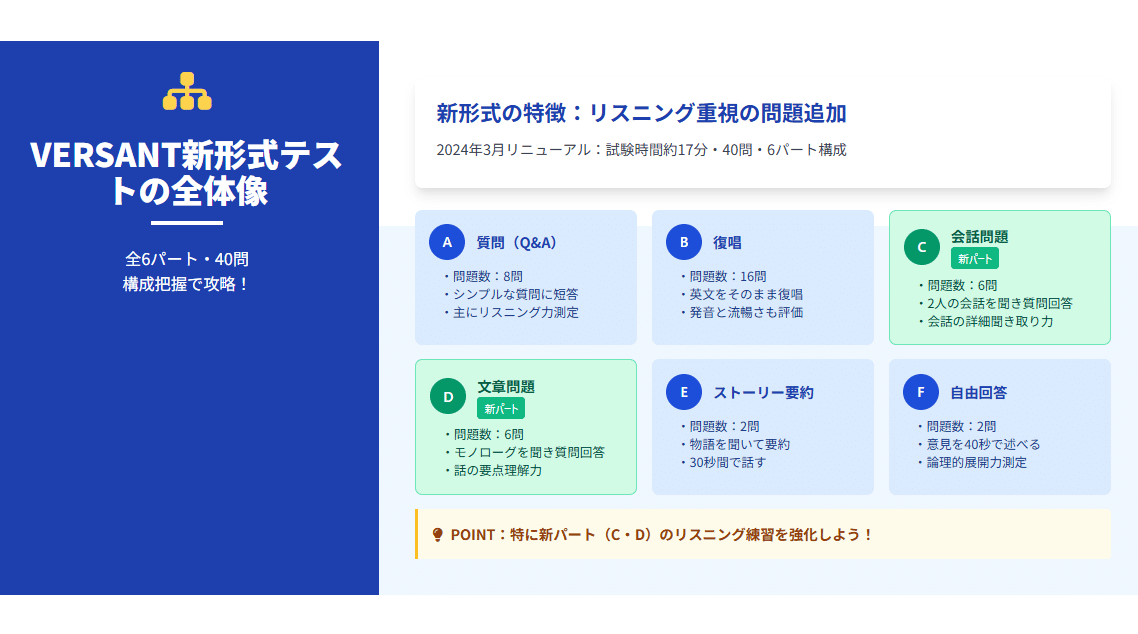 VERSANT新形式テス
トの全体像
全6パート・40問
構成把握で攻略！
新形式の特徴：リスニング重視の問題追加
2024年3月リニューアル：試験時間約17分・40問・6パート構成
A
質問（Q&A）
・問題数：8問
・シンプルな質問に短答
・主にリスニング力測定
B
復唱
・問題数：16問
・英文をそのまま復唱
・発音と流暢さも評価
C
会話問題
新パート
・問題数：6問
・2人の会話を聞き質問回答
・会話の詳細聞き取り力
D
文章問題
新パート
・問題数：6問
・モノローグを聞き質問回答
・話の要点理解力
E
ストーリー要約
・問題数：2問
・物語を聞いて要約
・30秒間で話す
F
自由回答
・問題数：2問
・意見を40秒で述べる
・論理的展開力測定
POINT：特に新パート（C・D）のリスニング練習を強化しよう！